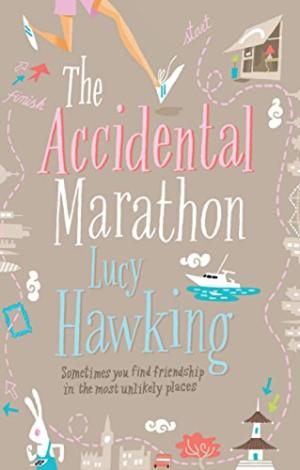 start
finish
The
Accidental
Marathon
Lucy
Hawking
Sometimes you find friendship
in the most unlikely places